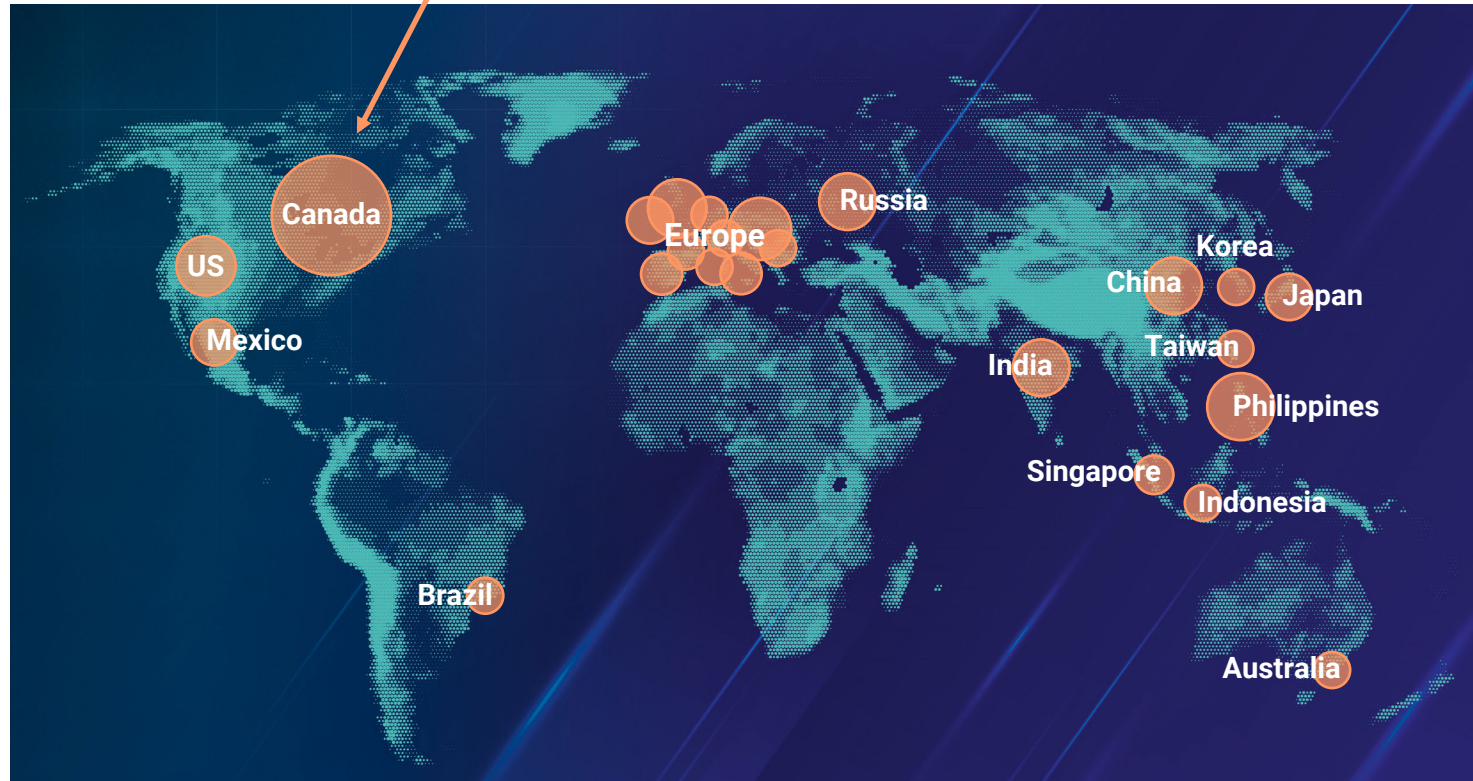 Canada
US
Mexico
Brazil
Europe
Russia
Korea
China
Japan
Taiwan
India
Philippines
Singapore
Indonesia
Australia